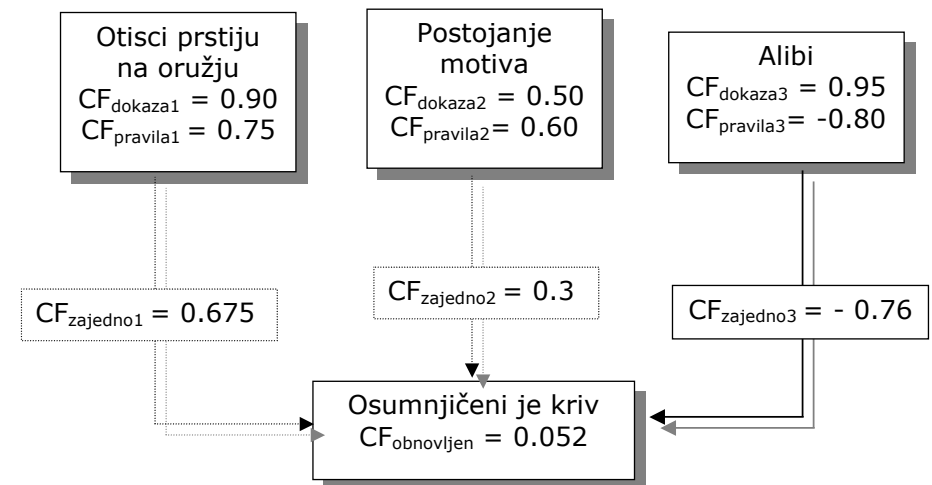 Otisci prstiju
na oružju
CFdokaza1 = 0.90
CFpravila1 = 0.75
Postojanje
motiva
CFdokaza2 = 0.50
CFpravila2= 0.60
Alibi
CFdokaza3 = 0.95
CFpravila3= -0.80
CFzajedno1 = 0.675
CFzajedno2 = 0.3
CFzajedno3 = - 0.76
Osumnjičeni je kriv
CFobnovljen = 0.052